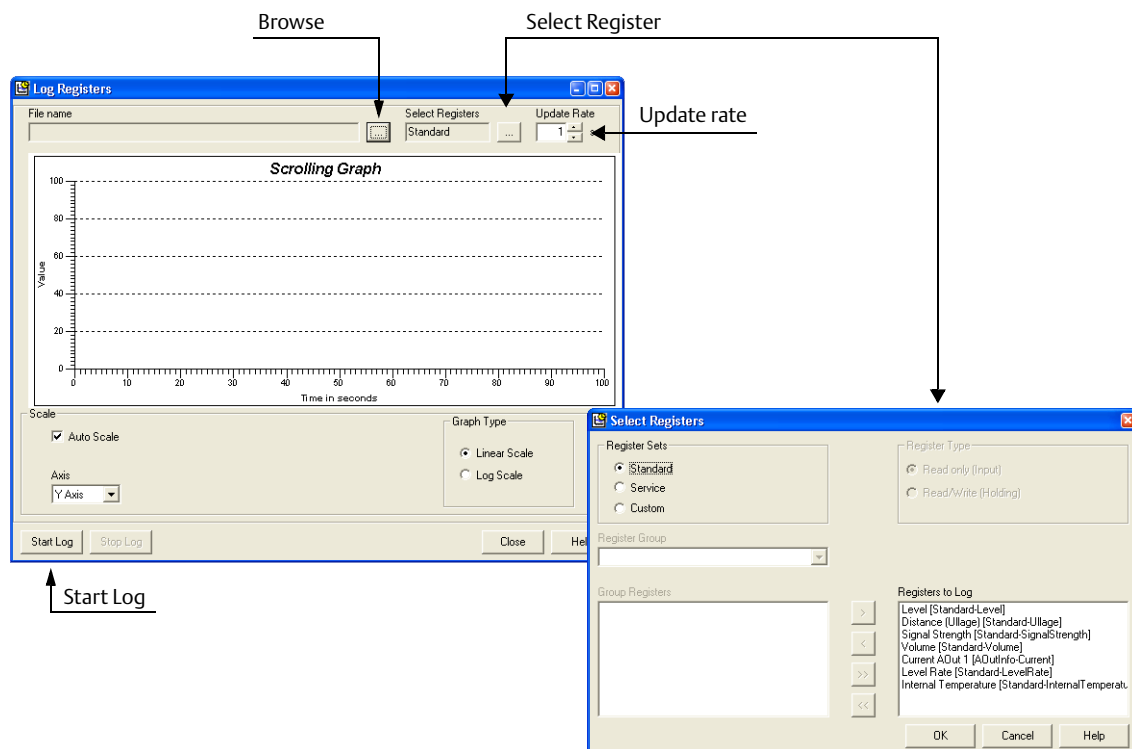 Browse
Select Register
Log Registers
File name
Select Registers
Update Rate
...
Standard
...
1
s
Update rate
Scrolling Graph
100
80
60
40
20
0
Value
0 10 20 30 40 50 60 70 80 90 100
Time in seconds
Scale
Auto Scale
Axis
Y Axis
Graph Type
Linear Scale
Log Scale
Start Log
Stop Log
Close
Hel
Start Log
Select Registers
Register Sets
Standard
Service
Custom
Register Type
Read only (Input)
Read/Write (Holding)
Register Group
Group Registers
>
<
>>
<<
Registers to Log
Level [Standard-Level]
Distance (Ullage) [Standard-Ullage]
Signal Strength [Standard-SignalStrength]
Volume [Standard-Volume]
Current AOut 1 [AOutInfo-Current]
Level Rate [Standard-LevelRate]
Internal Temperature [Standard-InternalTemperatu
OK
Cancel
Help